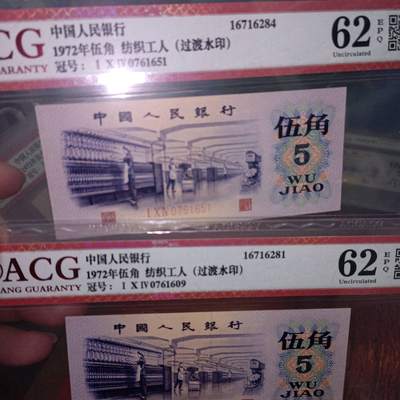 CG
GUARANTY
中国人民银行
1972年伍角 纺织工人（过渡水印）
冠号：I X IV 0761651
16716284
62
EPQ
Uncirculated
中國人民銀行
伍角
5
WU
JIAO
I X IV 0761651
ACG
ANG GUARANTY
中国人民银行
1972年伍角 纺织工人（过渡水印）
冠号：I X IV 0761609
16716281
62
EPQ
Uncirculated
中國人民銀行
伍角
5
WU
JIAO